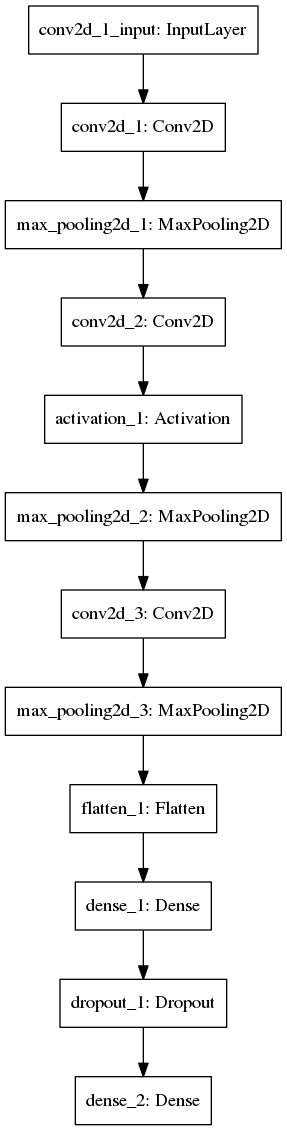 conv2d_1_input: InputLayer
conv2d_1: Conv2D
max_pooling2d_1: MaxPooling2D
conv2d_2: Conv2D
activation_1: Activation
max_pooling2d_2: MaxPooling2D
conv2d_3: Conv2D
max_pooling2d_3: MaxPooling2D
flatten_1: Flatten
dense_1: Dense
dropout_1: Dropout
dense_2: Dense